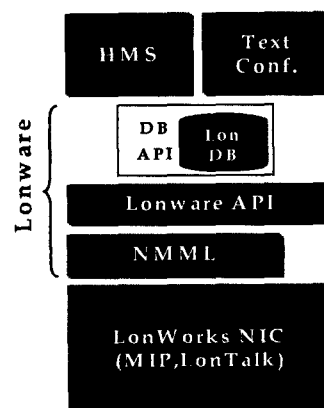 HMS
Text
Conf.
Lonware
DB
API
Lon
DB
Lonware API
NMML
LonWorks NIC
(MIP,LonTalk)